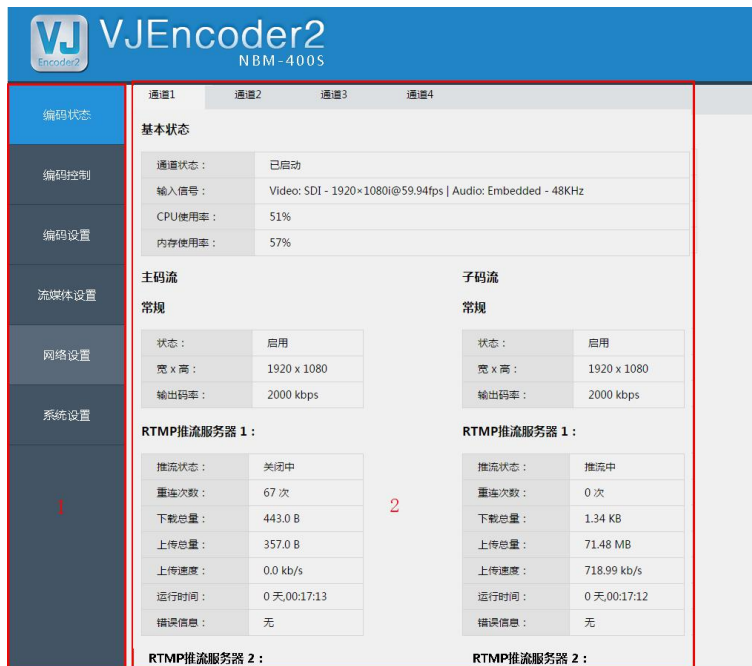 VJ
Encoder2
VJEncoder2
NBM-400S
编码状态
编码控制
编码设置
流媒体设置
网络设置
系统设置
1
通道1 通道2 通道3 通道4
基本状态
通道状态： 已启动
输入信号： Video: SDI - 1920×1080i@59.94fps | Audio: Embedded - 48KHz
CPU使用率： 51%
内存使用率： 57%
主码流
常规
状态： 启用
宽 x 高： 1920 x 1080
输出码率： 2000 kbps
RTMP推流服务器 1：
推流状态： 关闭中
重连次数： 67 次
下载总量： 443.0 B
上传总量： 357.0 B
上传速度： 0.0 kb/s
运行时间： 0 天,00:17:13
错误信息： 无
RTMP推流服务器 2：
2
子码流
常规
状态： 启用
宽 x 高： 1920 x 1080
输出码率： 2000 kbps
RTMP推流服务器 1：
推流状态： 推流中
重连次数： 0 次
下载总量： 1.34 KB
上传总量： 71.48 MB
上传速度： 718.99 kb/s
运行时间： 0 天,00:17:12
错误信息： 无
RTMP推流服务器 2：